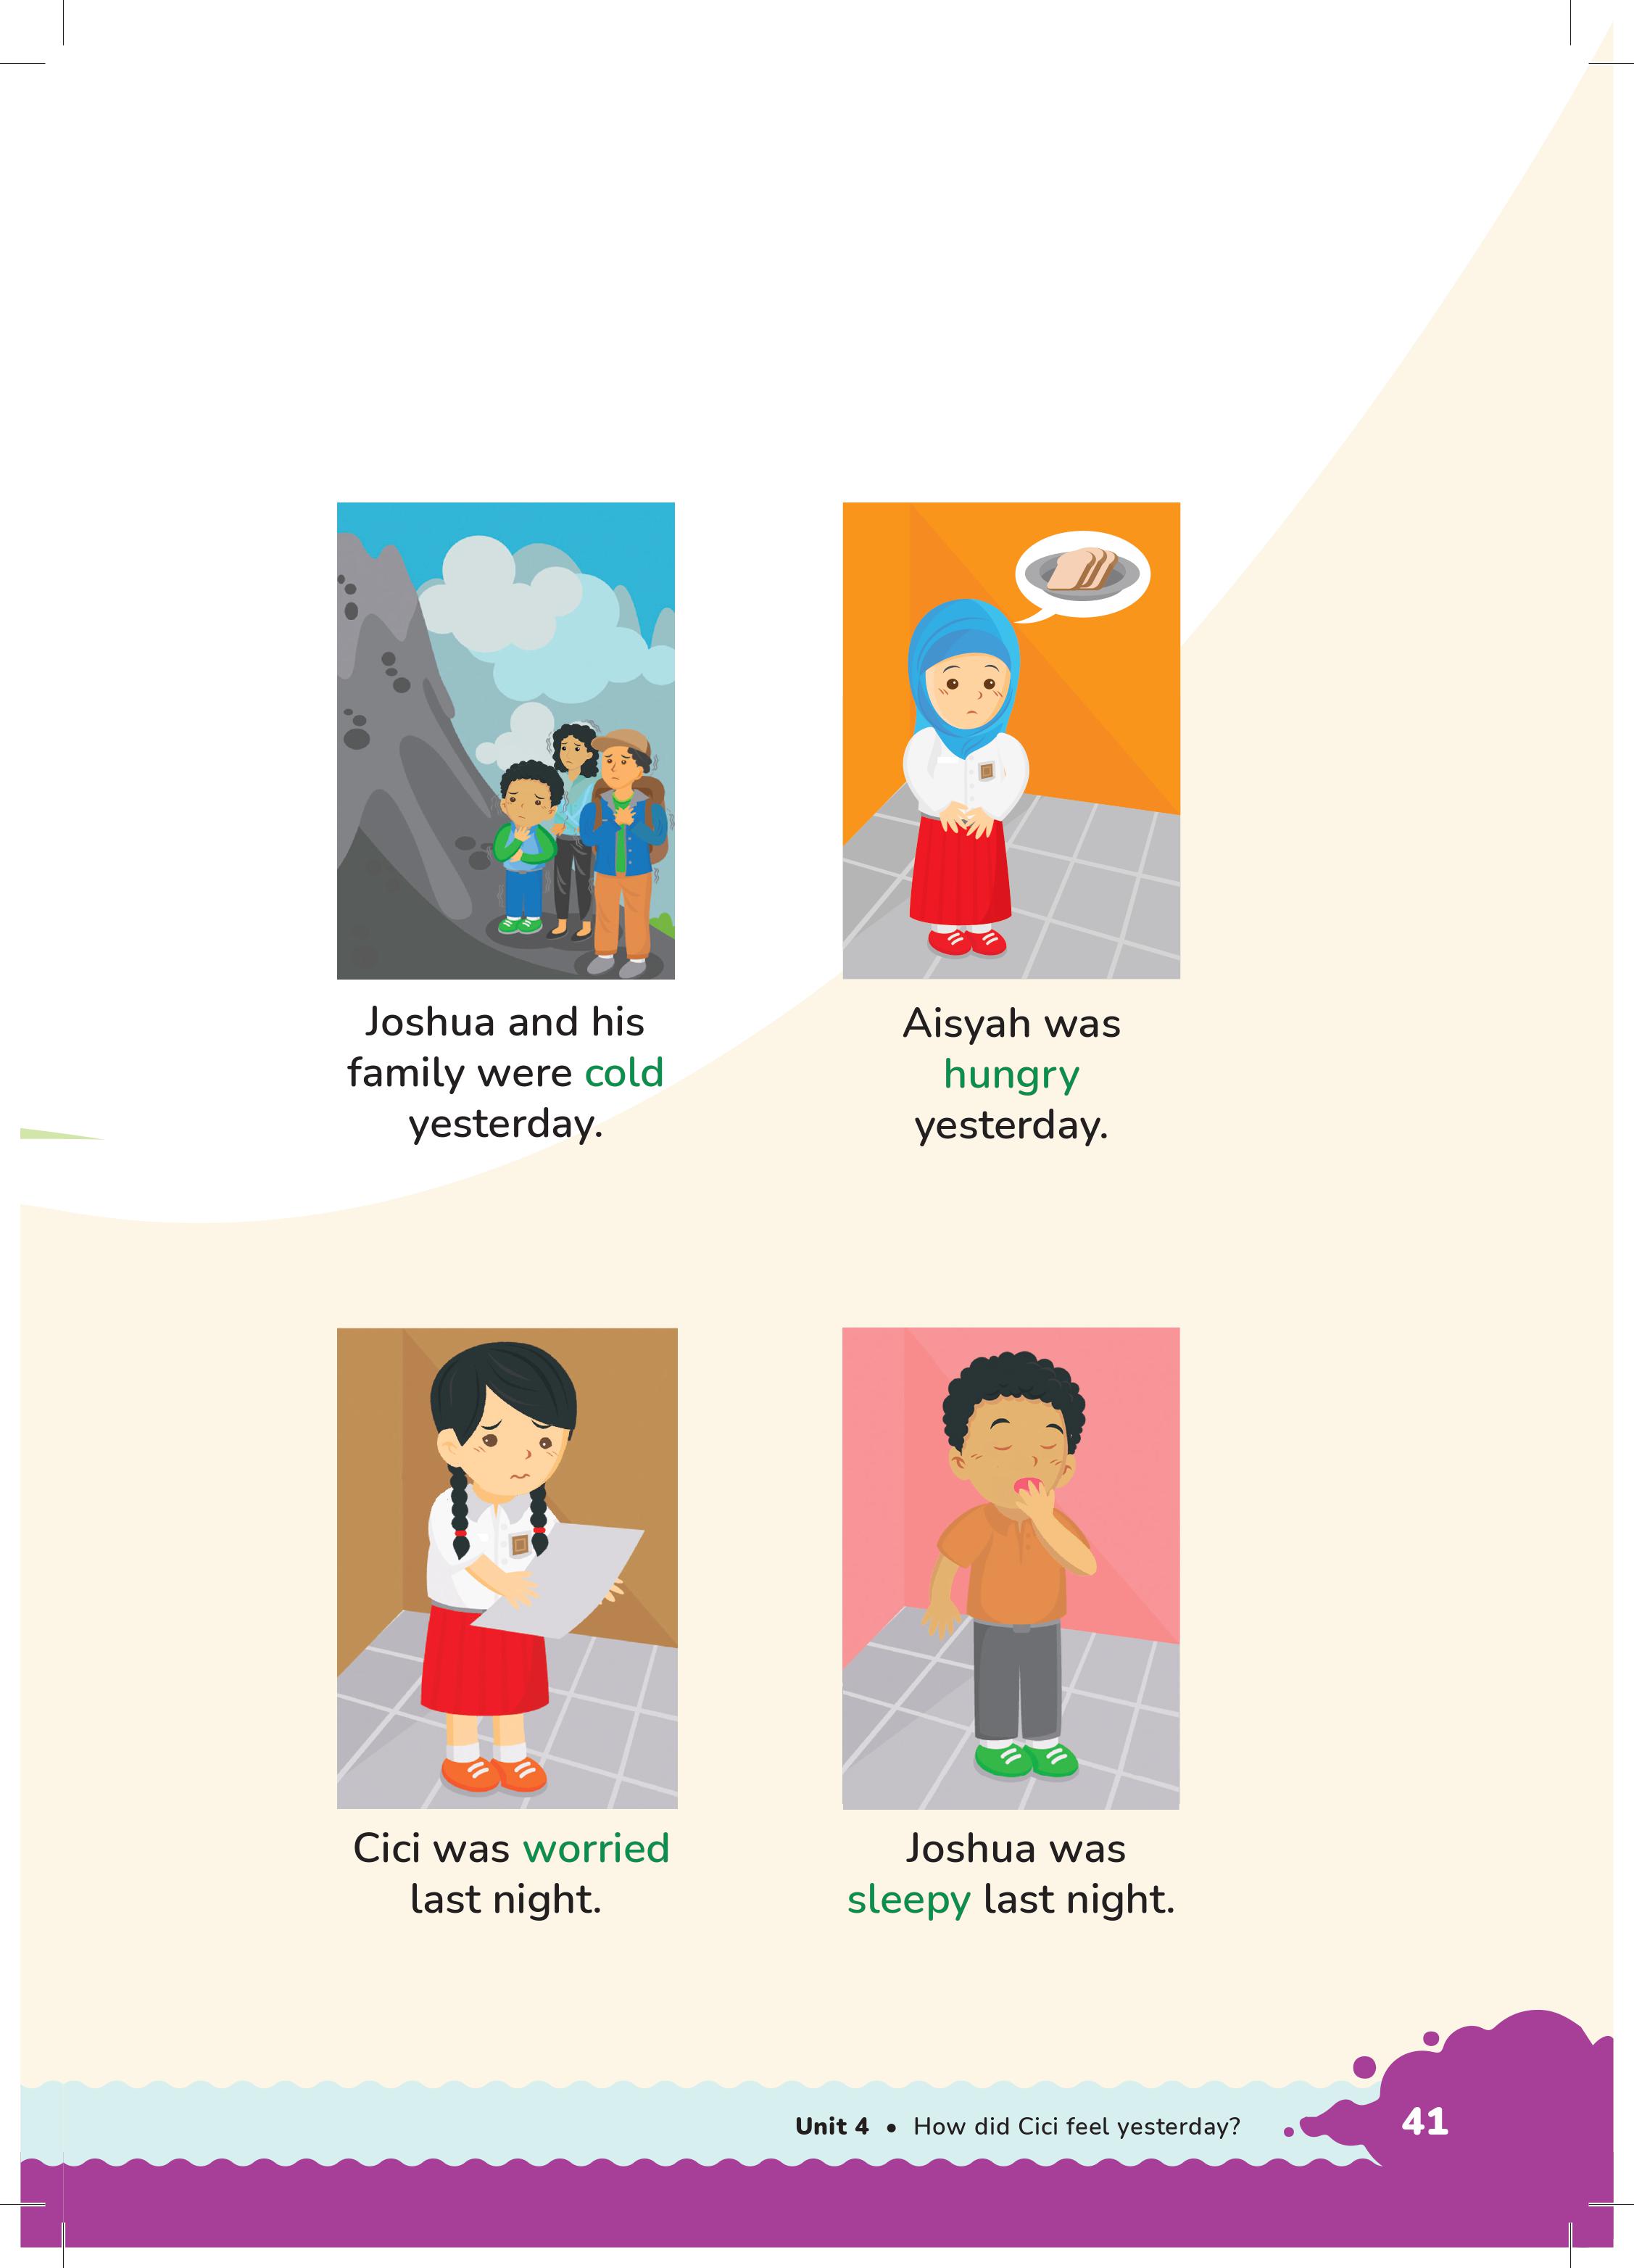 Joshua and his
family were cold
yesterday.
Aisyah was
hungry
yesterday.
Cici was worried
last night.
Joshua was
sleepy last night.
Unit 4 • How did Cici feel yesterday?
41